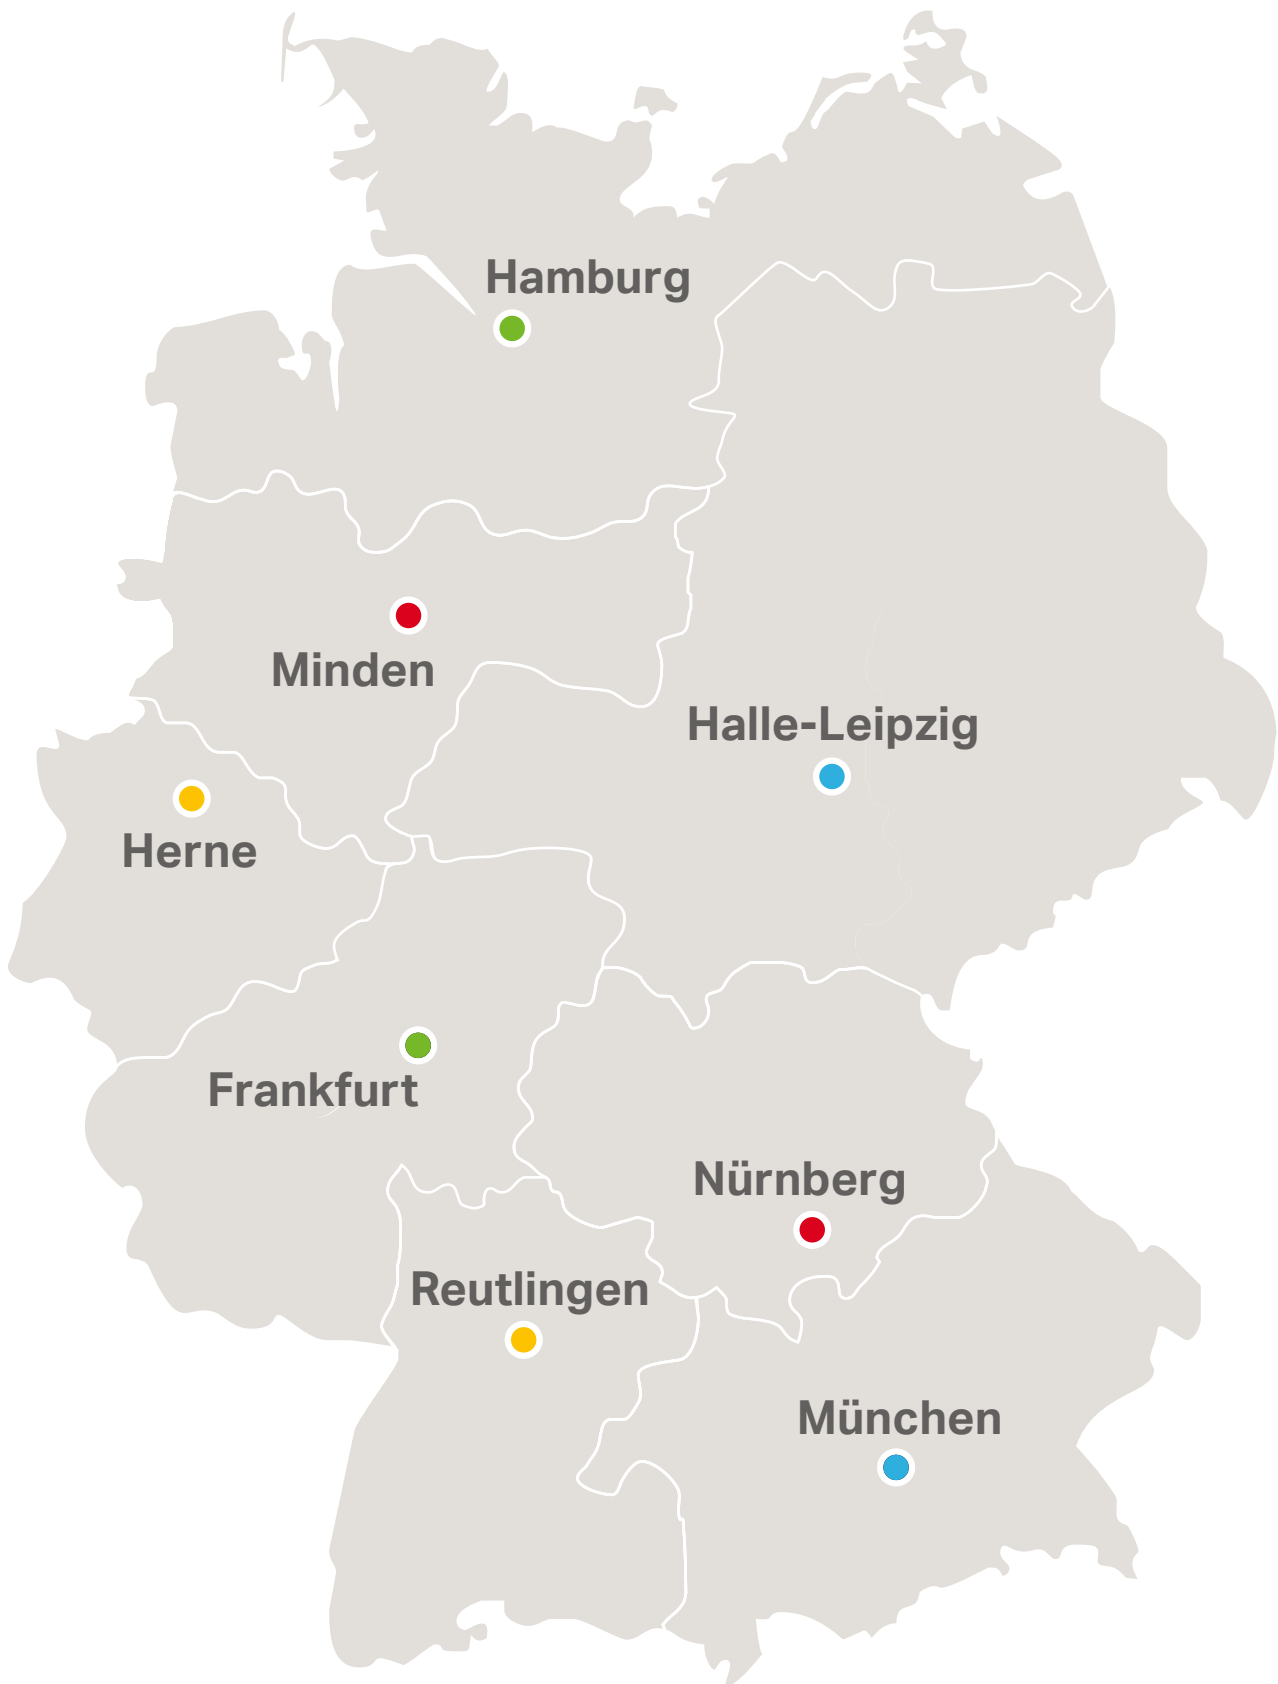 Hamburg
Minden
Halle-Leipzig
Herne
Frankfurt
Nürnberg
Reutlingen
München